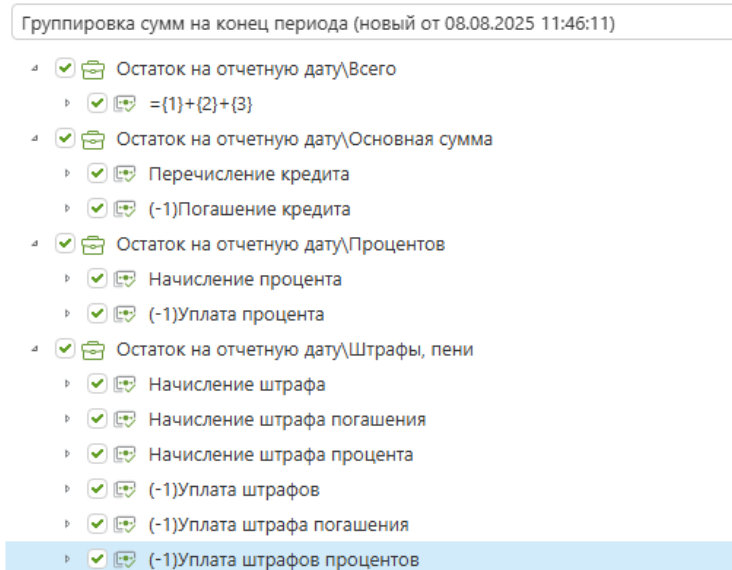 Группировка сумм на конец периода (новый от 08.08.2025 11:46:11)
Остаток на отчетную дату\Всего
={1}+{2}+{3}
Остаток на отчетную дату\Основная сумма
Перечисление кредита
(-1)Погашение кредита
Остаток на отчетную дату\Процентов
Начисление процента
(-1)Уплата процента
Остаток на отчетную дату\Штрафы, пени
Начисление штрафа
Начисление штрафа погашения
Начисление штрафа процента
(-1)Уплата штрафов
(-1)Уплата штрафа погашения
(-1)Уплата штрафов процентов